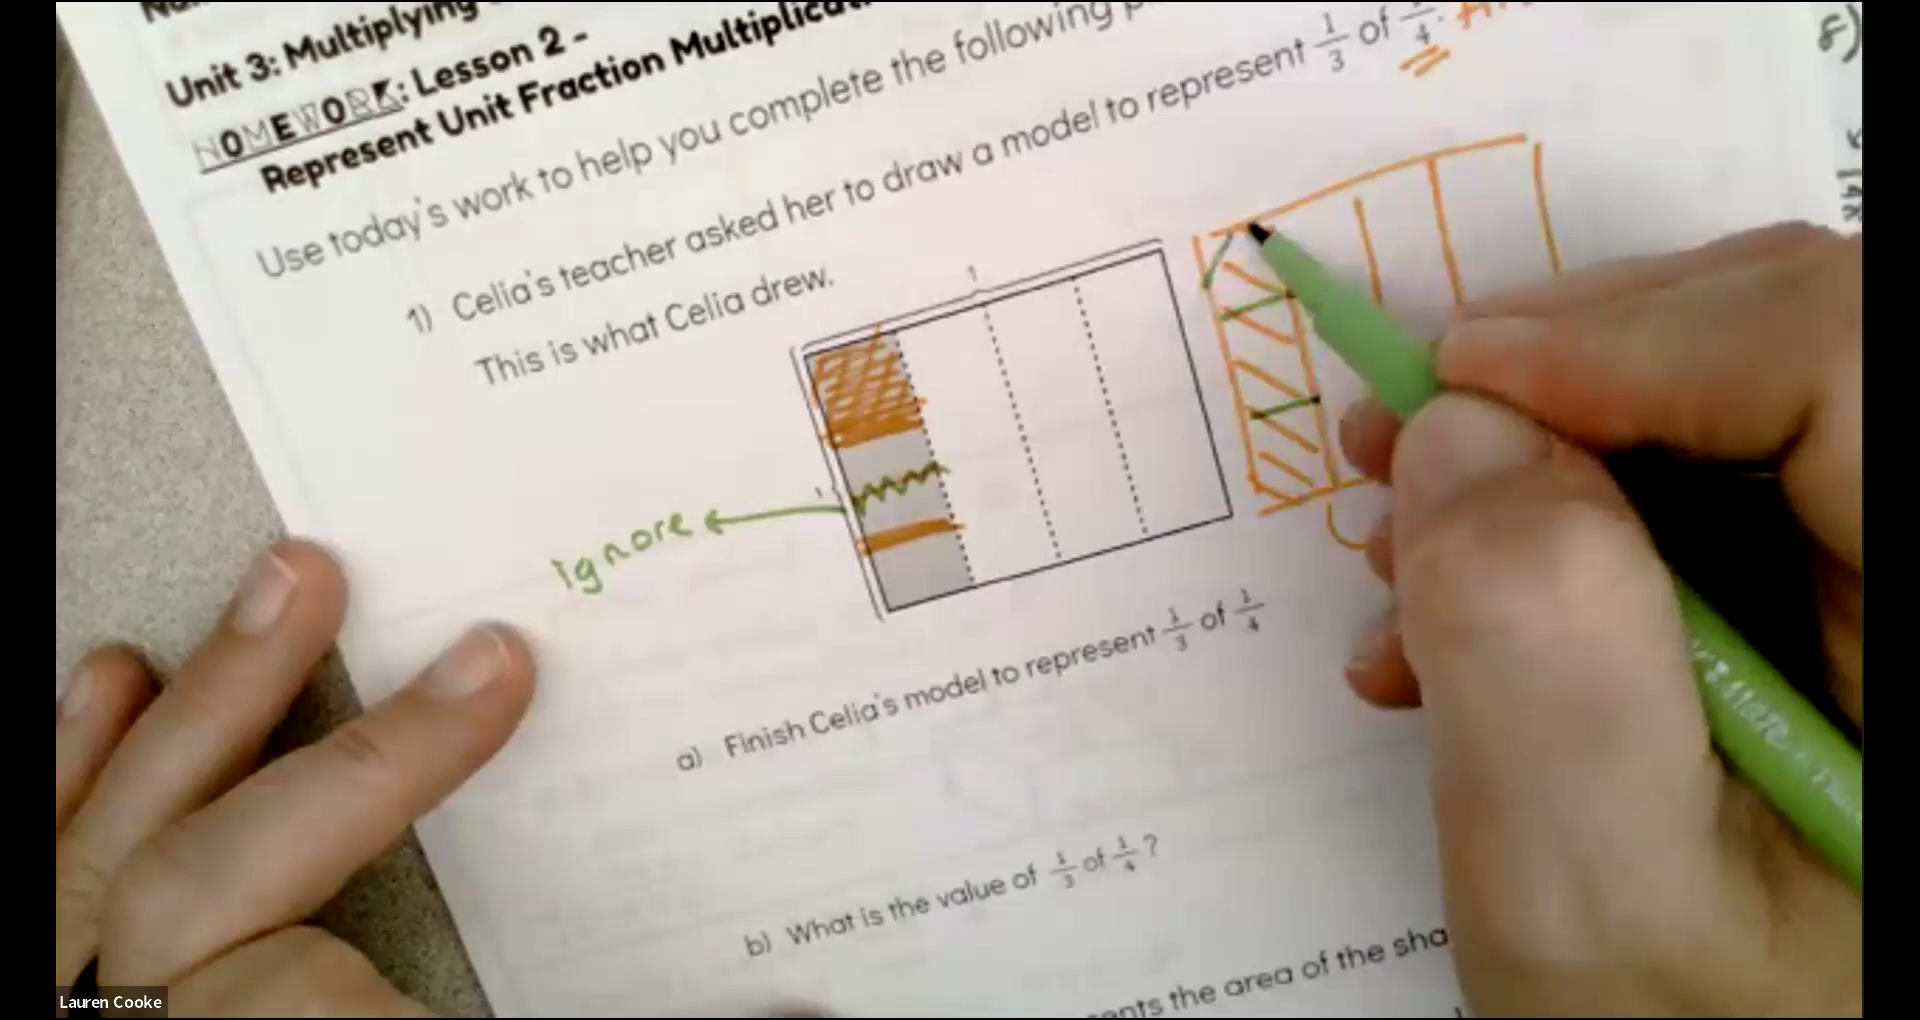 Unit 3: Multiplying
HOMEWORK: Lesson 2 -
Represent Unit Fraction Multiplicat
Use today's work to help you complete the following
1) Celia's teacher asked her to draw a model to represent 1/3 of 1/4.
This is what Celia drew.
1
1
ignore
a) Finish Celia's model to represent 1/3 of 1/4
b) What is the value of 1/3 of 1/4?
the area of the sha
Lauren Cooke